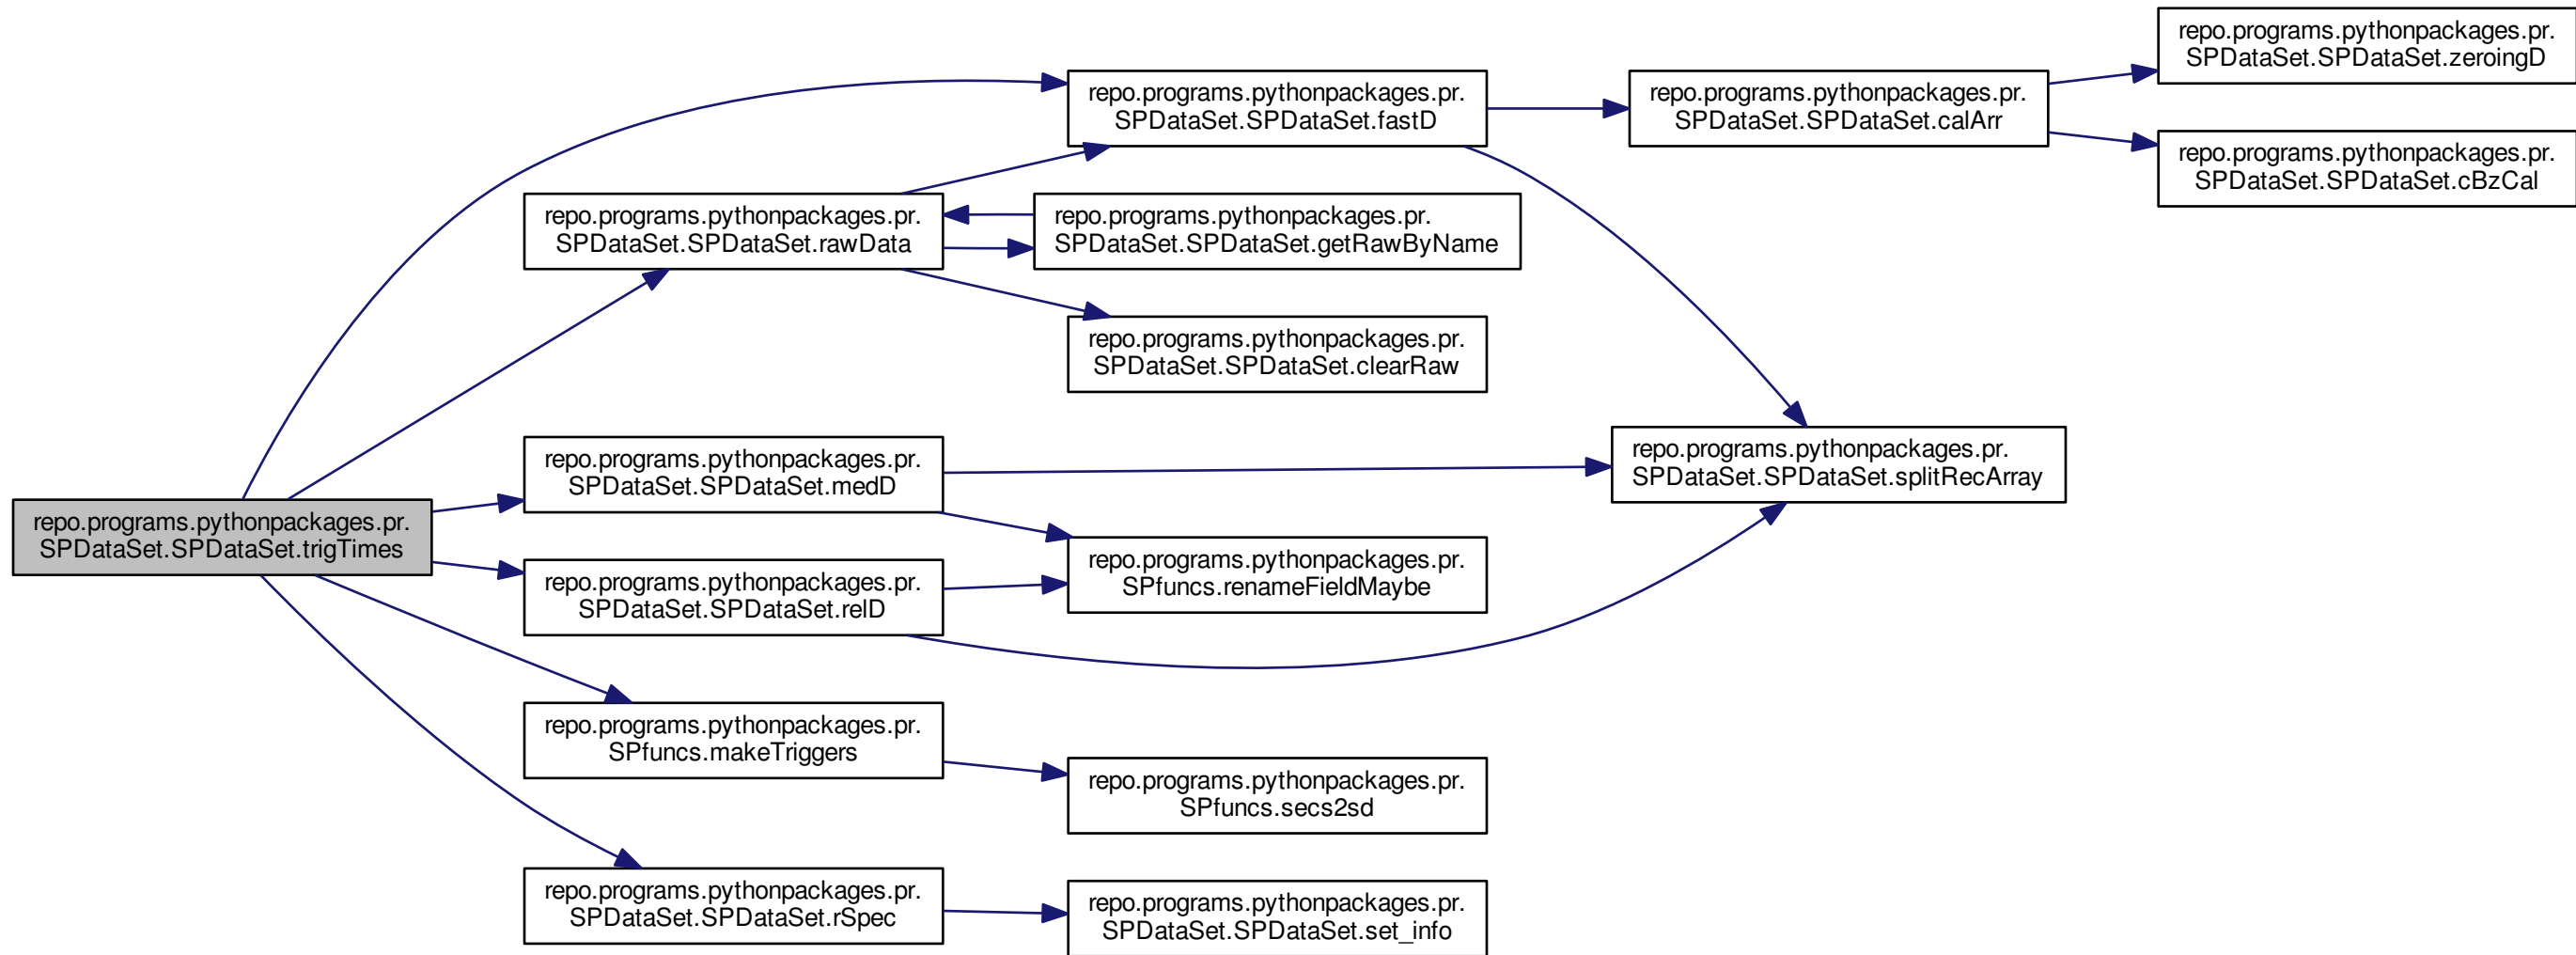 repo.programs.pythonpackages.pr.
SPDataSet.SPDataSet.zeroingD
repo.programs.pythonpackages.pr.
SPDataSet.SPDataSet.fastD
repo.programs.pythonpackages.pr.
SPDataSet.SPDataSet.calArr
repo.programs.pythonpackages.pr.
SPDataSet.SPDataSet.cBzCal
repo.programs.pythonpackages.pr.
SPDataSet.SPDataSet.rawData
repo.programs.pythonpackages.pr.
SPDataSet.SPDataSet.getRawByName
repo.programs.pythonpackages.pr.
SPDataSet.SPDataSet.clearRaw
repo.programs.pythonpackages.pr.
SPDataSet.SPDataSet.medD
repo.programs.pythonpackages.pr.
SPDataSet.SPDataSet.splitRecArray
repo.programs.pythonpackages.pr.
SPDataSet.SPDataSet.trigTimes
repo.programs.pythonpackages.pr.
SPfuncs.renameFieldMaybe
repo.programs.pythonpackages.pr.
SPDataSet.SPDataSet.relD
repo.programs.pythonpackages.pr.
SPfuncs.makeTriggers
repo.programs.pythonpackages.pr.
SPfuncs.secs2sd
repo.programs.pythonpackages.pr.
SPDataSet.SPDataSet.rSpec
repo.programs.pythonpackages.pr.
SPDataSet.SPDataSet.set_info